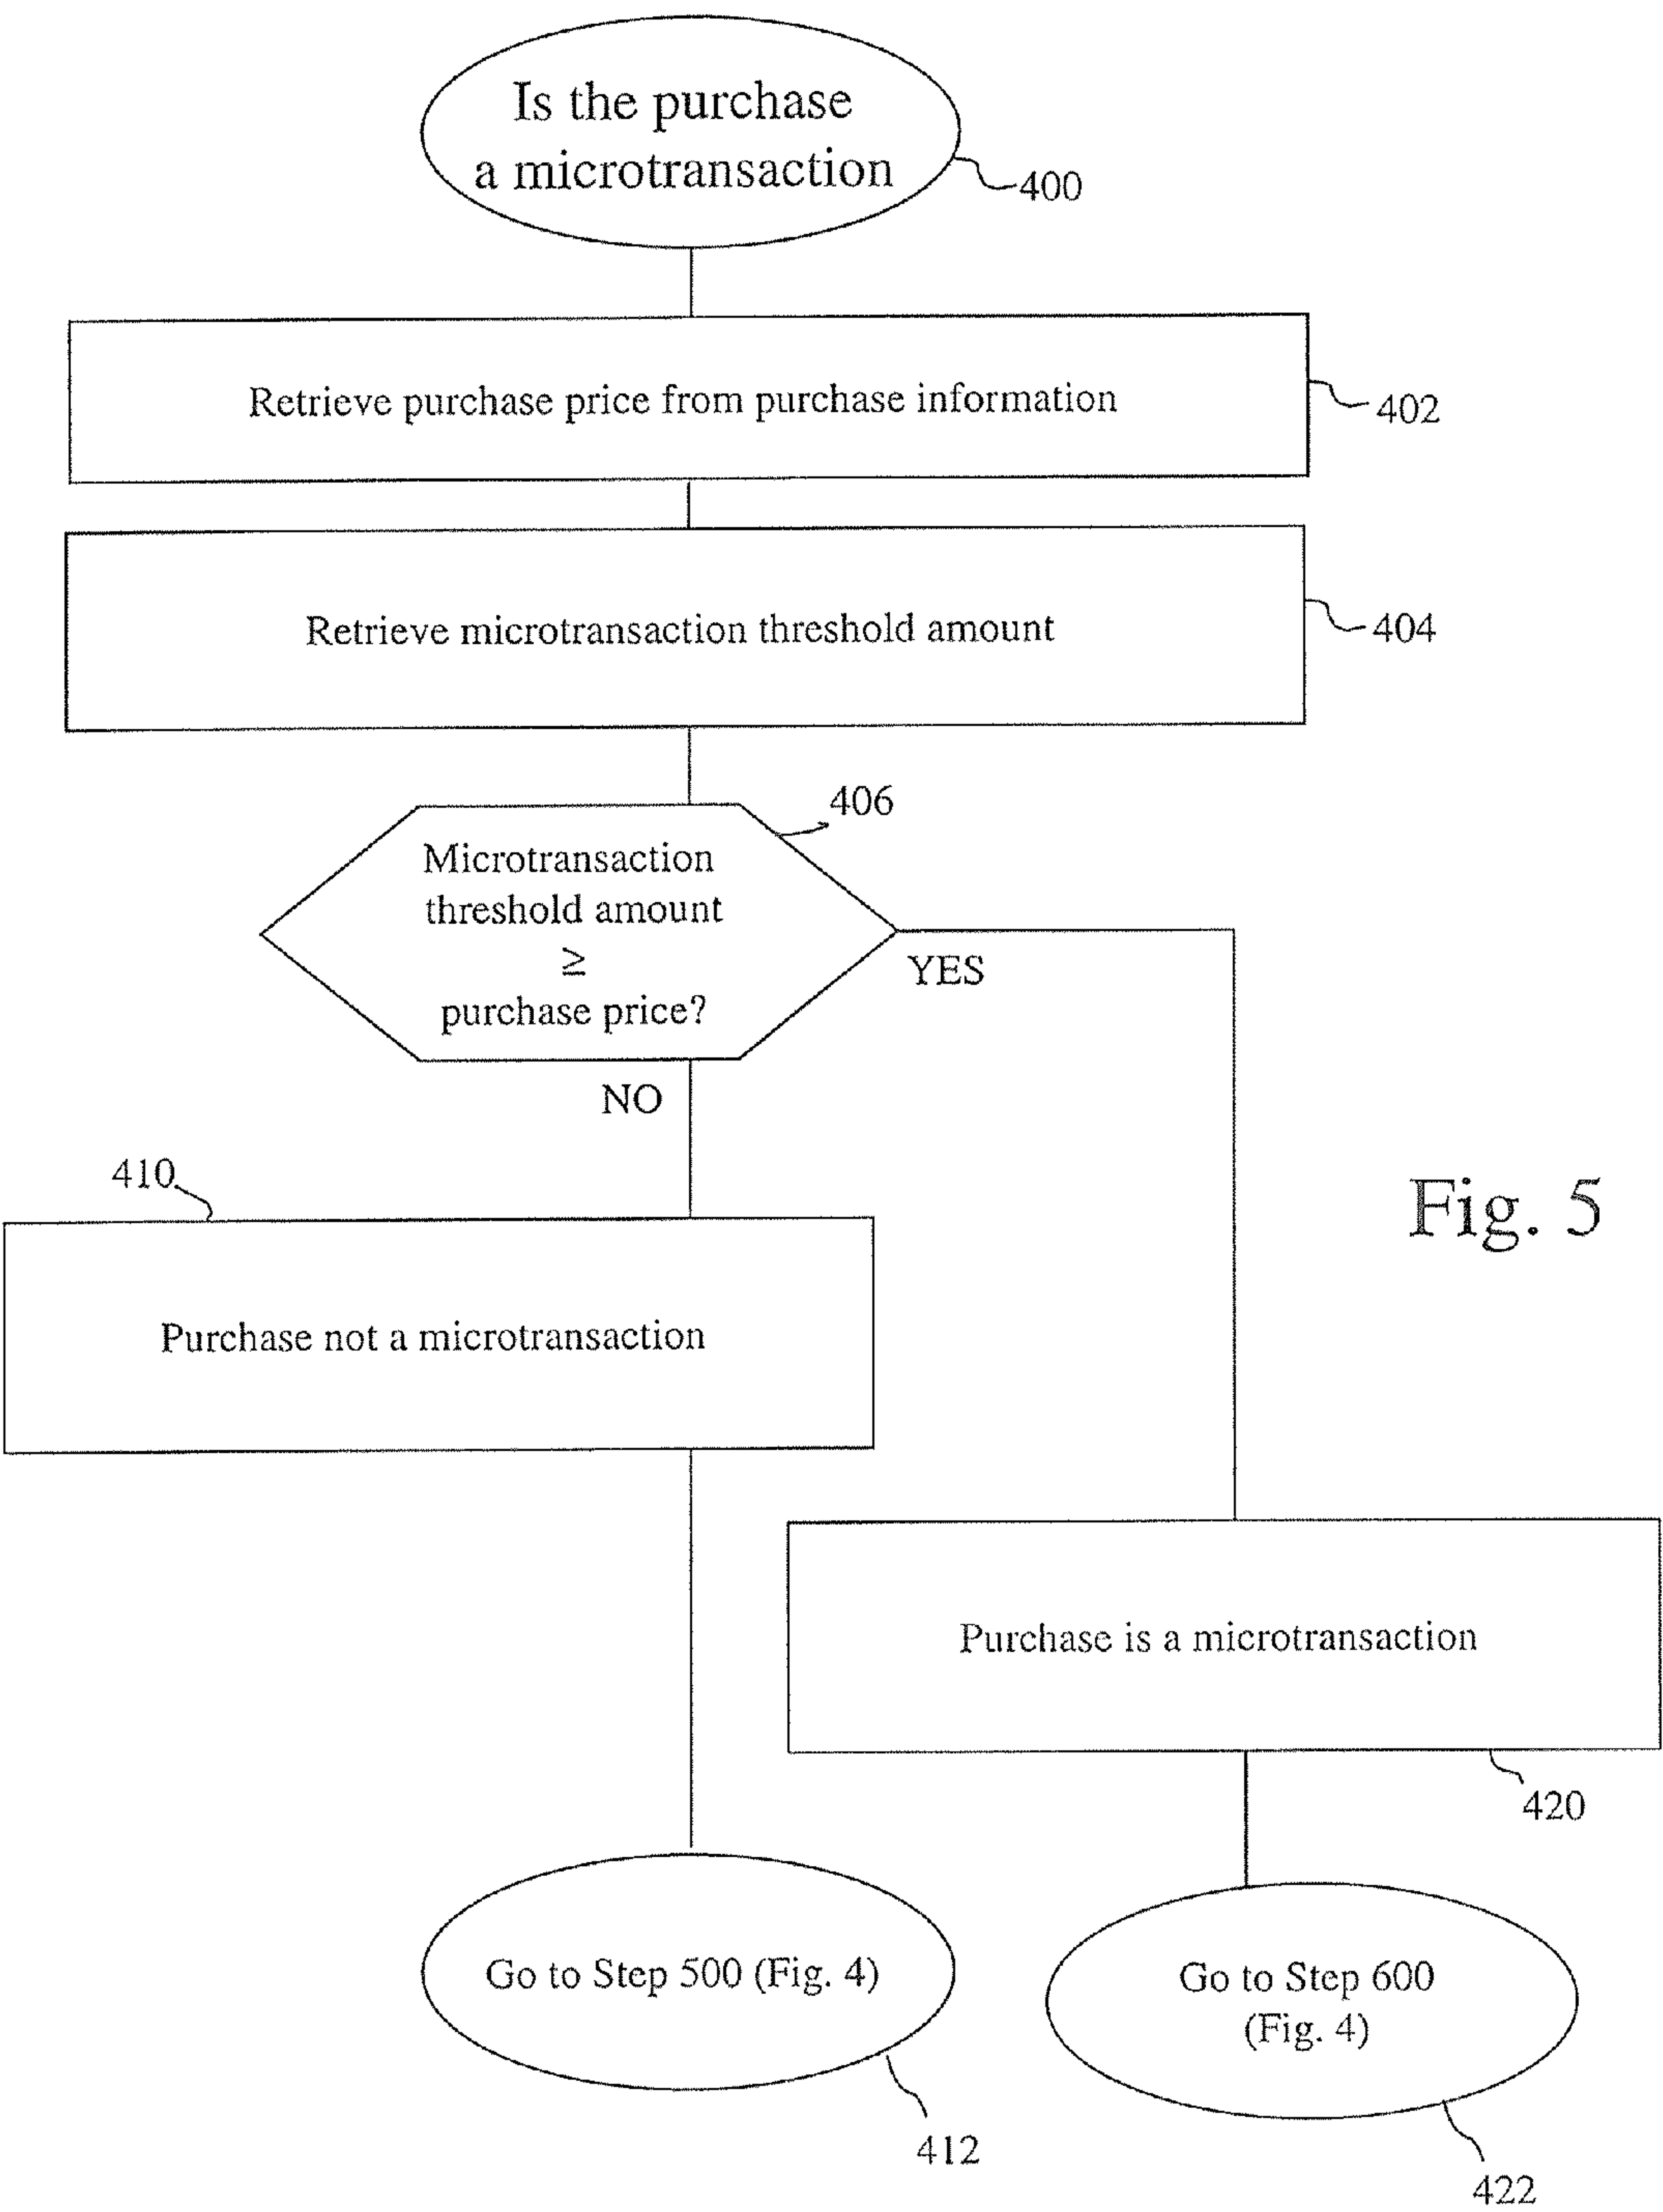 Is the purchase
a microtransaction
400
Retrieve purchase price from purchase information
402
Retrieve microtransaction threshold amount
404
406
Microtransaction
threshold amount
≥
purchase price?
YES
NO
410
Fig. 5
Purchase not a microtransaction
Purchase is a microtransaction
420
Go to Step 500 (Fig. 4)
Go to Step 600
(Fig. 4)
412
422